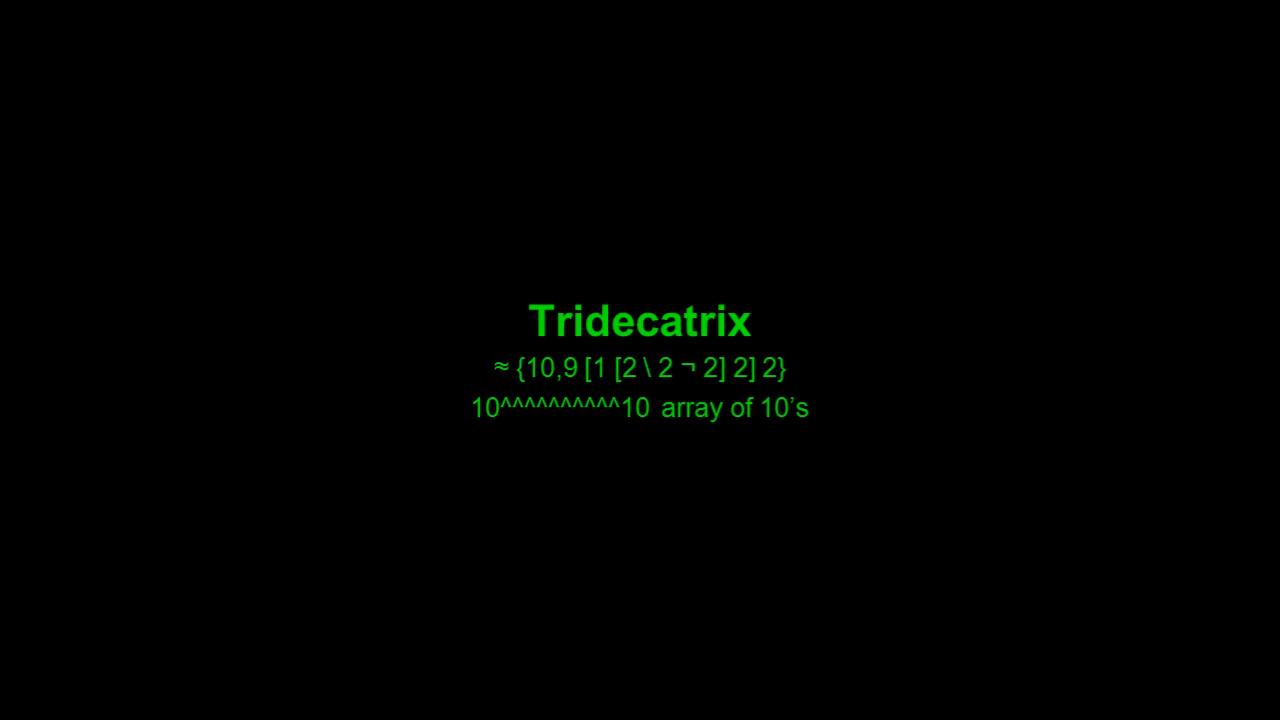 Tridecatrix
≈ {10,9 [1 [2 \ 2 ¬ 2] 2] 2}
10^^^^^^^^^^10 array of 10’s